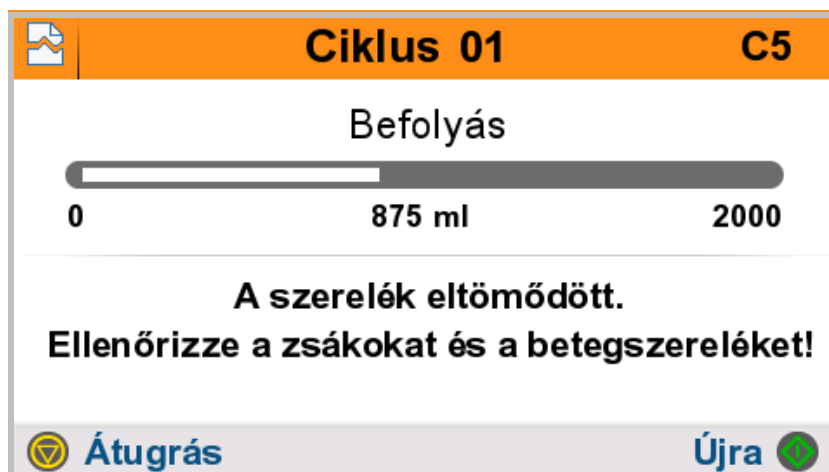 Ciklus 01 C5
Befolyás
0 875 ml 2000
A szerelék eltömődött.
Ellenőrizze a zsákokat és a betegszereléket!
Átugrás Újra